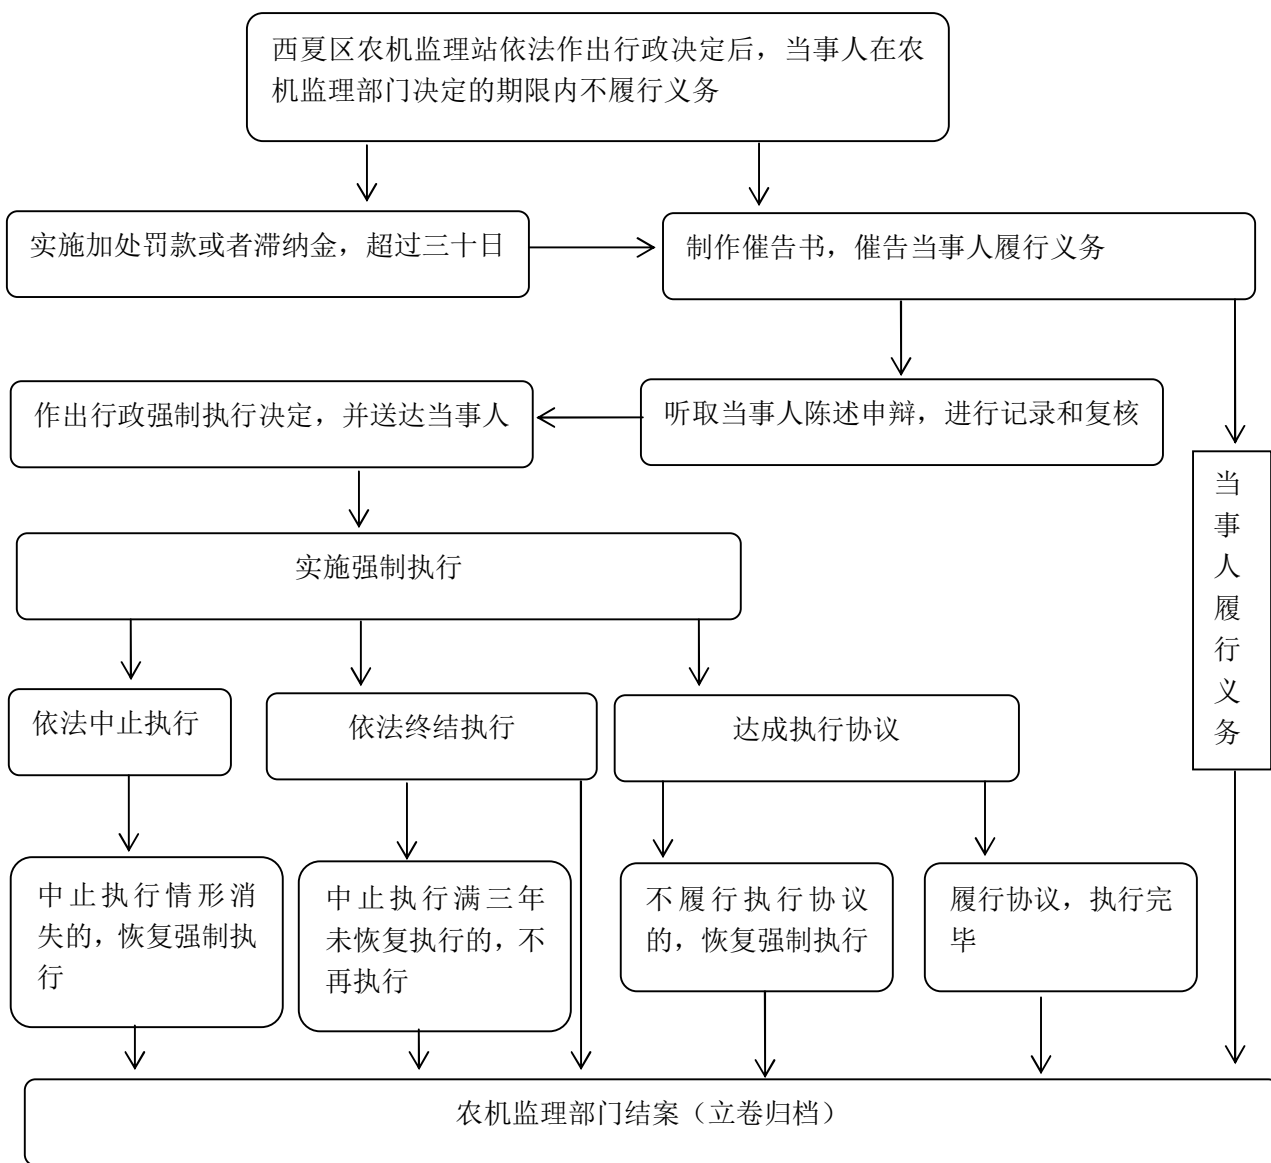 西夏区农机监理站依法作出行政决定后，当事人在农
机监理部门决定的期限内不履行义务
实施加处罚款或者滞纳金，超过三十日
制作催告书，催告当事人履行义务
作出行政强制执行决定，并送达当事人
听取当事人陈述申辩，进行记录和复核
当事人履行义务
实施强制执行
依法中止执行
依法终结执行
达成执行协议
中止执行情形消
失的，恢复强制执
行
中止执行满三年
未恢复执行的，不
再执行
不履行执行协议
的，恢复强制执行
履行协议，执行完
毕
农机监理部门结案（立卷归档）